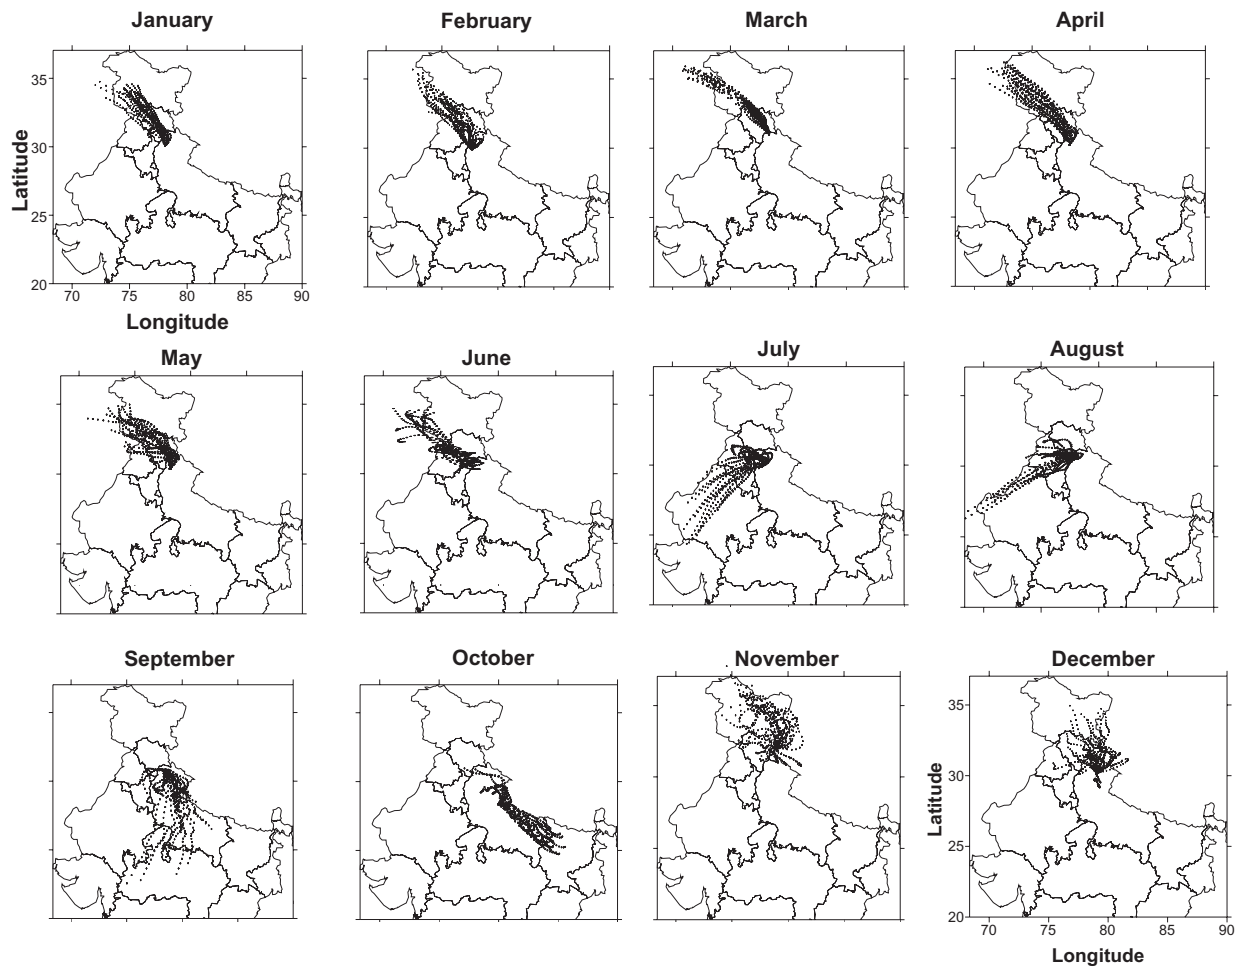 January
February
March
April
35
30
25
20
Latitude
70 75 80 85 90
Longitude
May
June
July
August
September
October
November
December
35
30
25
20
Latitude
70 75 80 85 90
Longitude